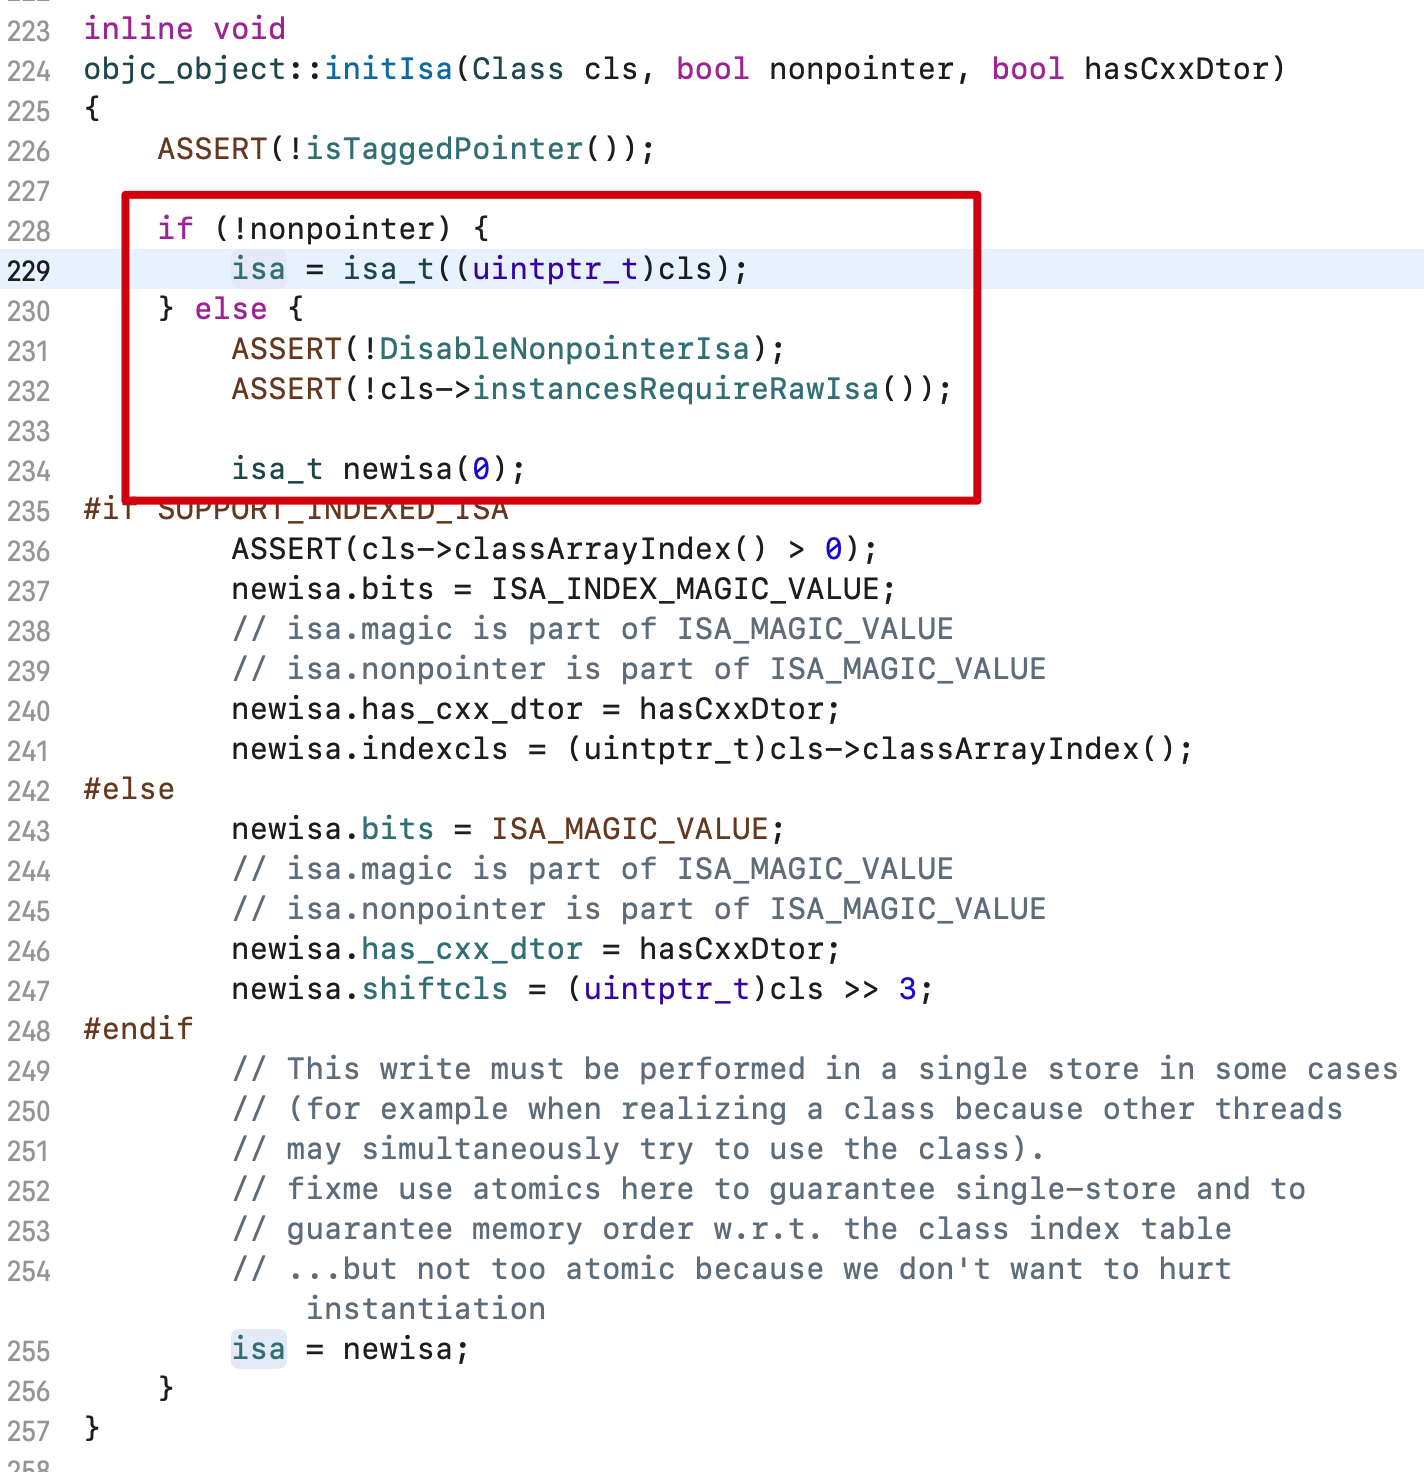 223 inline void
224 objc_object::initIsa(Class cls, bool nonpointer, bool hasCxxDtor)
225 {
226     ASSERT(!isTaggedPointer());
227
228     if (!nonpointer) {
229         isa = isa_t((uintptr_t)cls);
230     } else {
231         ASSERT(!DisableNonpointerIsa);
232         ASSERT(!cls->instancesRequireRawIsa());
233
234         isa_t newisa(0);
235 #if SUPPORT_INDEXED_ISA
236         ASSERT(cls->classArrayIndex() > 0);
237         newisa.bits = ISA_INDEX_MAGIC_VALUE;
238         // isa.magic is part of ISA_MAGIC_VALUE
239         // isa.nonpointer is part of ISA_MAGIC_VALUE
240         newisa.has_cxx_dtor = hasCxxDtor;
241         newisa.indexcls = (uintptr_t)cls->classArrayIndex();
242 #else
243         newisa.bits = ISA_MAGIC_VALUE;
244         // isa.magic is part of ISA_MAGIC_VALUE
245         // isa.nonpointer is part of ISA_MAGIC_VALUE
246         newisa.has_cxx_dtor = hasCxxDtor;
247         newisa.shiftcls = (uintptr_t)cls >> 3;
248 #endif
249         // This write must be performed in a single store in some cases
250         // (for example when realizing a class because other threads
251         // may simultaneously try to use the class).
252         // fixme use atomics here to guarantee single-store and to
253         // guarantee memory order w.r.t. the class index table
254         // ...but not too atomic because we don't want to hurt
            instantiation
255         isa = newisa;
256     }
257 }
258